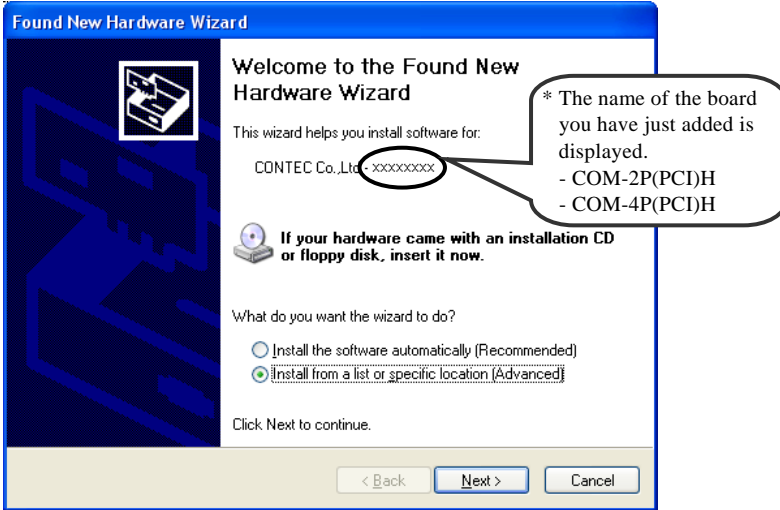 Found New Hardware Wizard
Welcome to the Found New
Hardware Wizard
This wizard helps you install software for:
CONTEC Co.,Ltd - xxxxxxxx
* The name of the board
you have just added is
displayed.
- COM-2P(PCI)H
- COM-4P(PCI)H
If your hardware came with an installation CD
or floppy disk, insert it now.
What do you want the wizard to do?
Install the software automatically (Recommended)
Install from a list or specific location (Advanced)
Click Next to continue.
< Back
Next >
Cancel